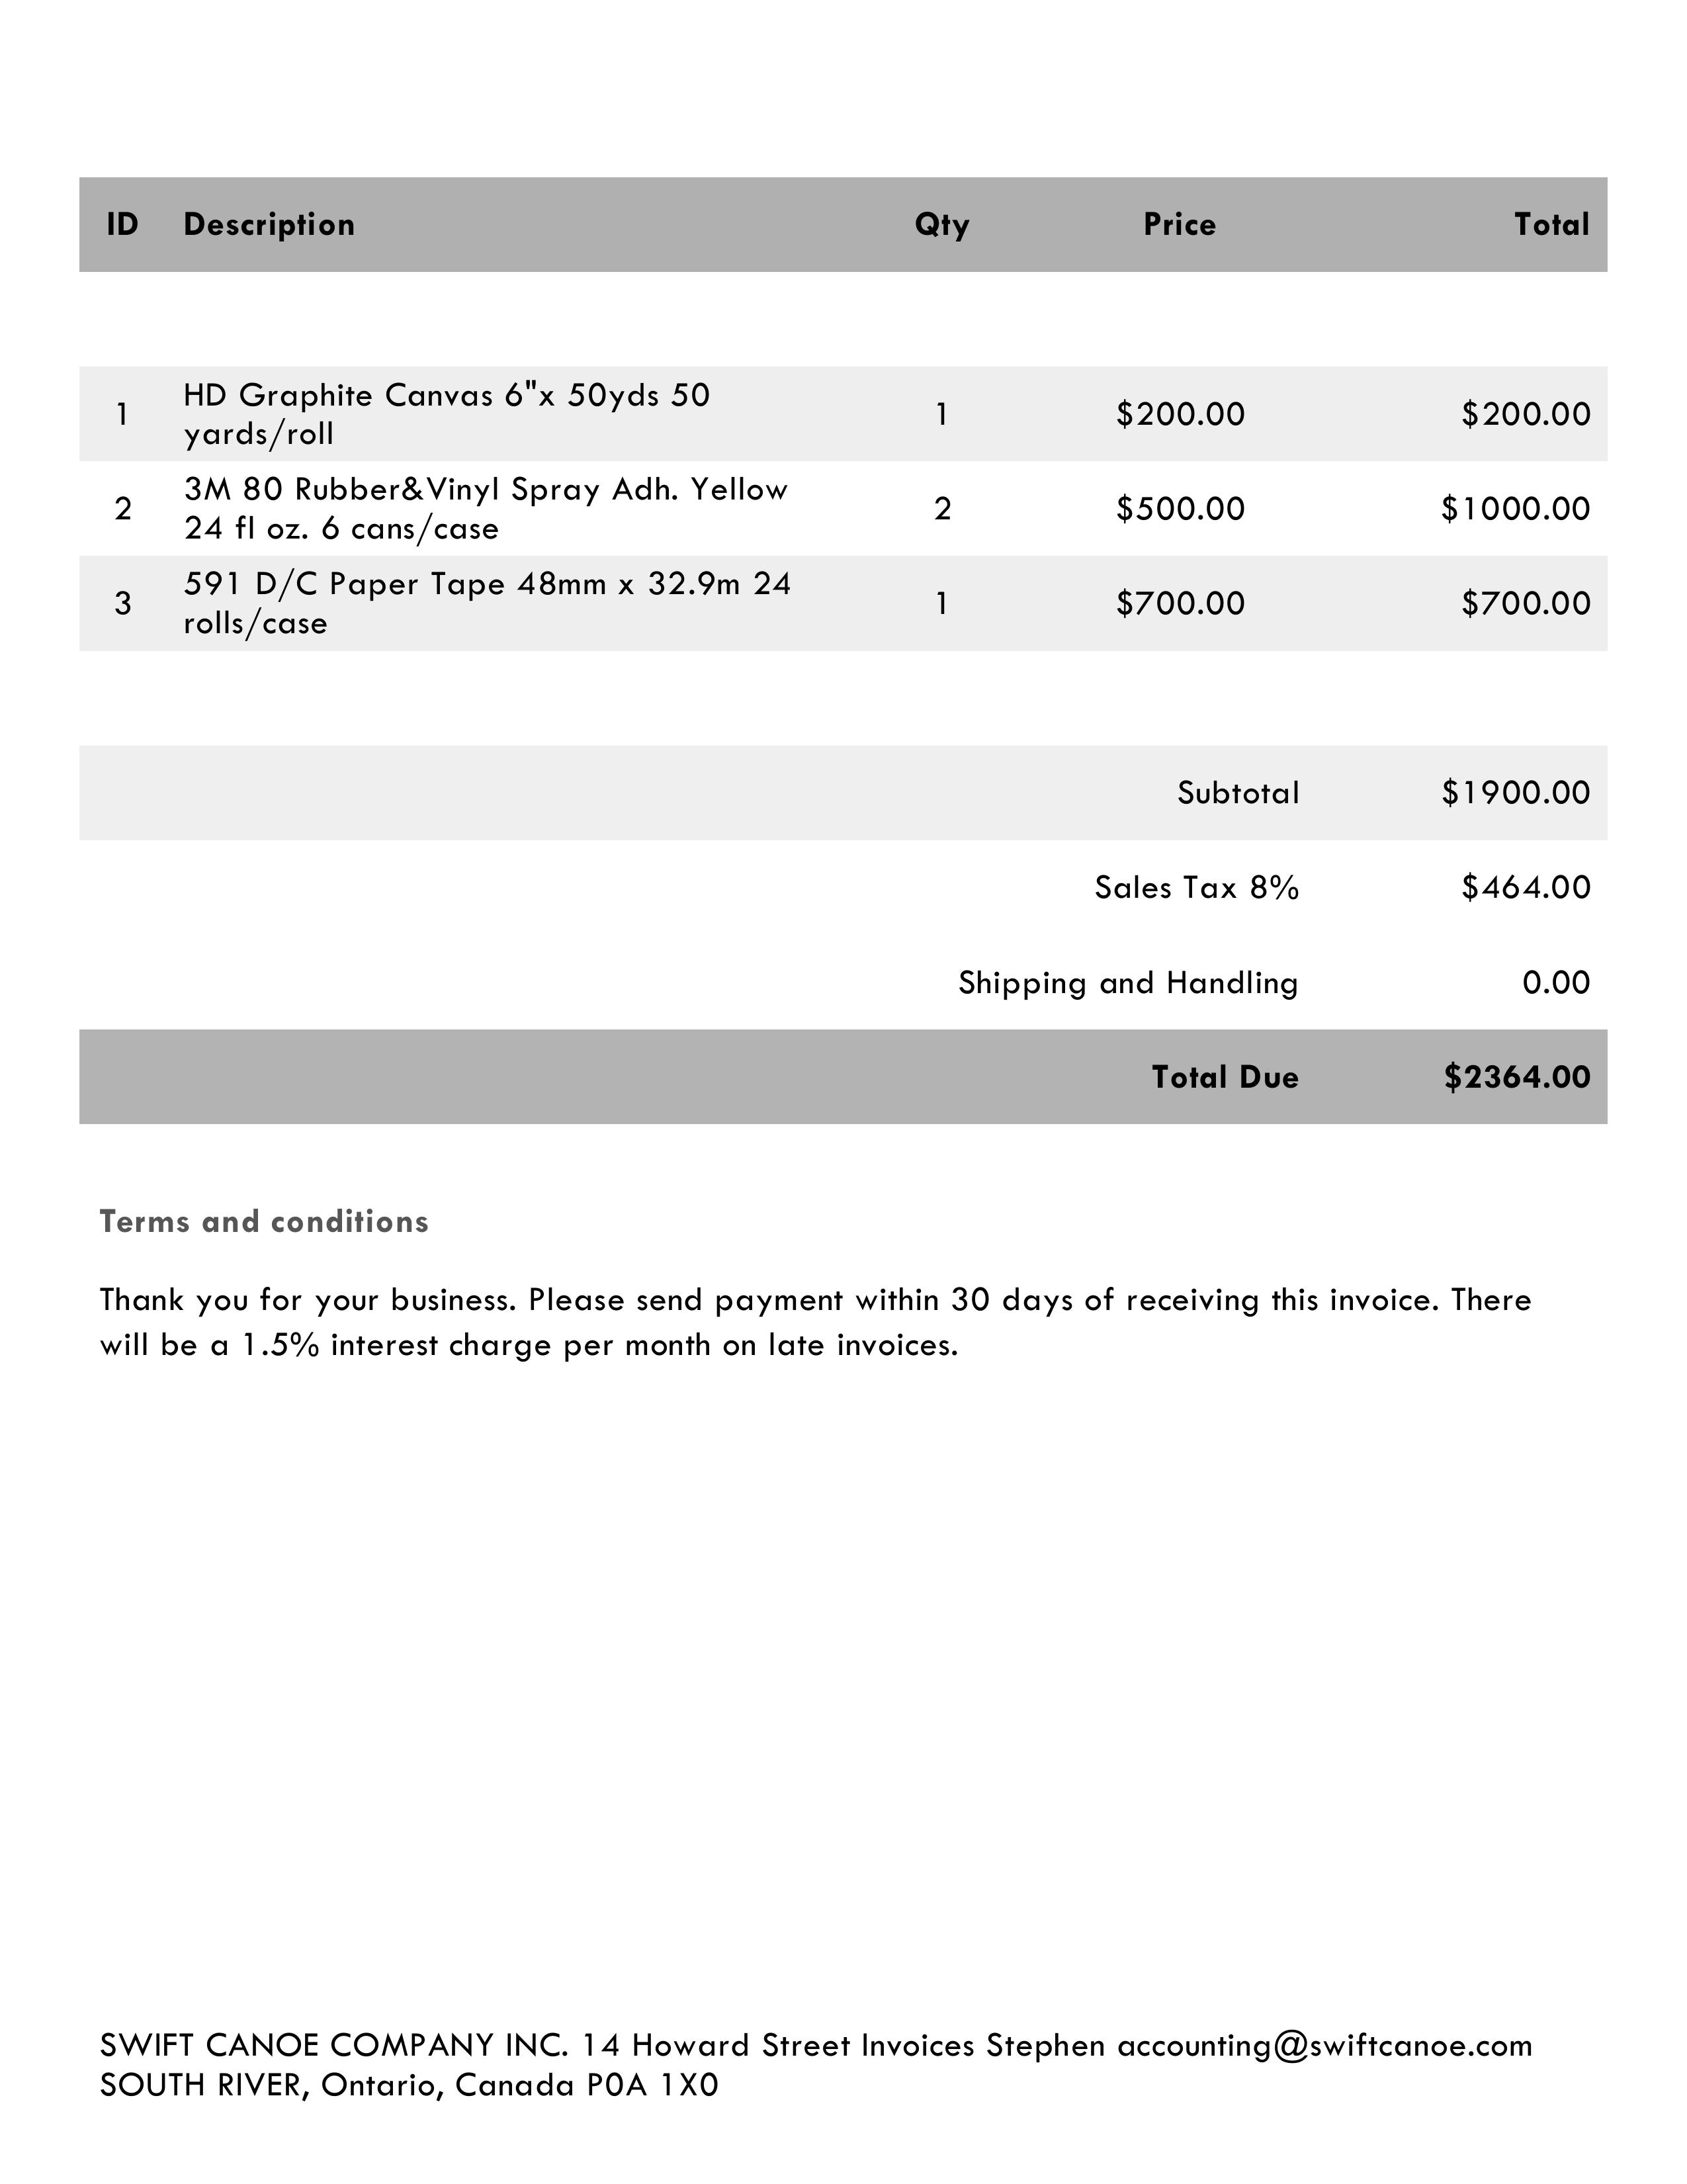 ID Description Qty Price Total
1 HD Graphite Canvas 6"x 50yds 50 yards/roll 1 $200.00 $200.00
2 3M 80 Rubber&Vinyl Spray Adh. Yellow 24 fl oz. 6 cans/case 2 $500.00 $1000.00
3 591 D/C Paper Tape 48mm x 32.9m 24 rolls/case 1 $700.00 $700.00
Subtotal $1900.00
Sales Tax 8% $464.00
Shipping and Handling 0.00
Total Due $2364.00
Terms and conditions
Thank you for your business. Please send payment within 30 days of receiving this invoice. There
will be a 1.5% interest charge per month on late invoices.
SWIFT CANOE COMPANY INC. 14 Howard Street Invoices Stephen accounting@swiftcanoe.com
SOUTH RIVER, Ontario, Canada P0A 1X0